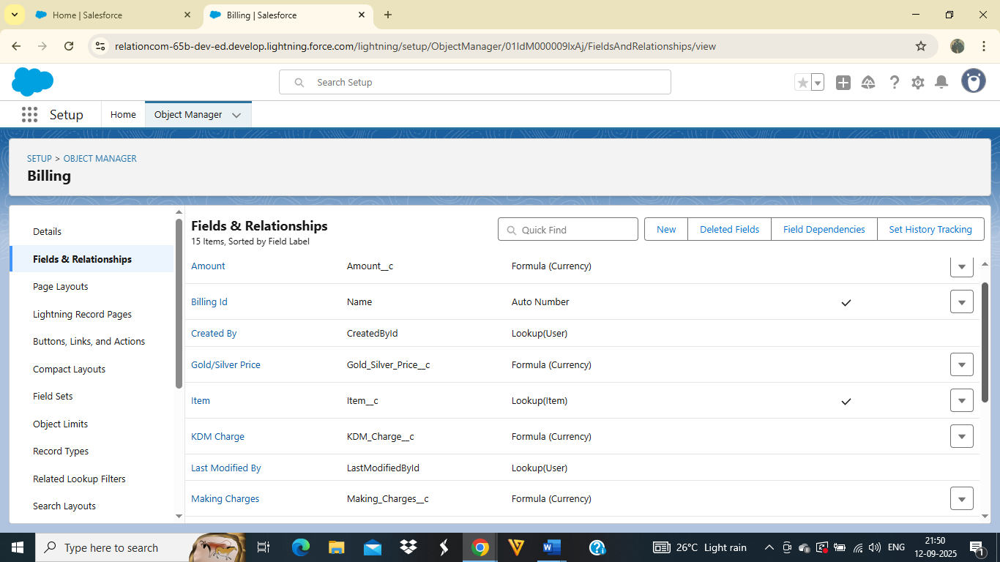 Home | Salesforce
Billing | Salesforce
relationcom-65b-dev-ed.develop.lightning.force.com/lightning/setup/ObjectManager/01IdM000009IxAj/FieldsAndRelationships/view
Search Setup
Setup
Home
Object Manager
SETUP > OBJECT MANAGER
Billing
Details
Fields & Relationships
Page Layouts
Lightning Record Pages
Buttons, Links, and Actions
Compact Layouts
Field Sets
Object Limits
Record Types
Related Lookup Filters
Search Layouts
Fields & Relationships
15 Items, Sorted by Field Label
Quick Find
New
Deleted Fields
Field Dependencies
Set History Tracking
Amount Amount__c Formula (Currency)
Billing Id Name Auto Number
Created By CreatedById Lookup(User)
Gold/Silver Price Gold_Silver_Price__c Formula (Currency)
Item Item__c Lookup(Item)
KDM Charge KDM_Charge__c Formula (Currency)
Last Modified By LastModifiedById Lookup(User)
Making Charges Making_Charges__c Formula (Currency)
Type here to search
26°C Light rain
ENG
21:50
12-09-2025
1